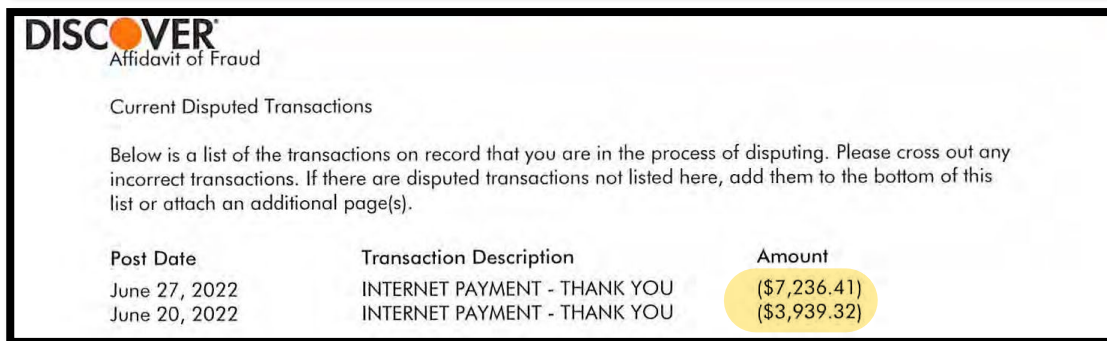 DISCOVER
Affidavit of Fraud
Current Disputed Transactions
Below is a list of the transactions on record that you are in the process of disputing. Please cross out any
incorrect transactions. If there are disputed transactions not listed here, add them to the bottom of this
list or attach an additional page(s).
Post Date Transaction Description Amount
June 27, 2022 INTERNET PAYMENT - THANK YOU ($7,236.41)
June 20, 2022 INTERNET PAYMENT - THANK YOU ($3,939.32)